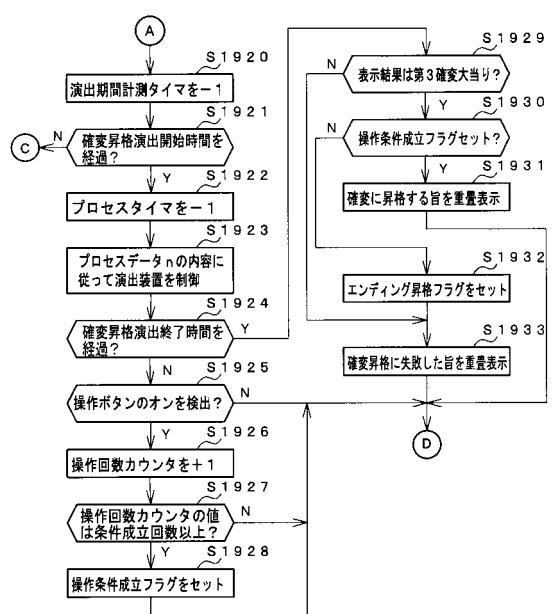 A
S1920
演出期間計測タイマを－1
S1921
確変昇格演出開始時間を
経過？
N
C
Y
S1922
プロセスタイマを－1
S1923
プロセスデータnの内容に
従って演出装置を制御
S1924
確変昇格演出終了時間を
経過？
Y
N
S1925
操作ボタンのオンを検出？
N
Y
S1926
操作回数カウンタを＋1
S1927
操作回数カウンタの値
は条件成立回数以上？
N
Y
S1928
操作条件成立フラグをセット
S1929
N
表示結果は第3確変大当り？
Y
S1930
N
操作条件成立フラグセット？
Y
S1931
確変に昇格する旨を重畳表示
S1932
エンディング昇格フラグをセット
S1933
確変昇格に失敗した旨を重畳表示
D